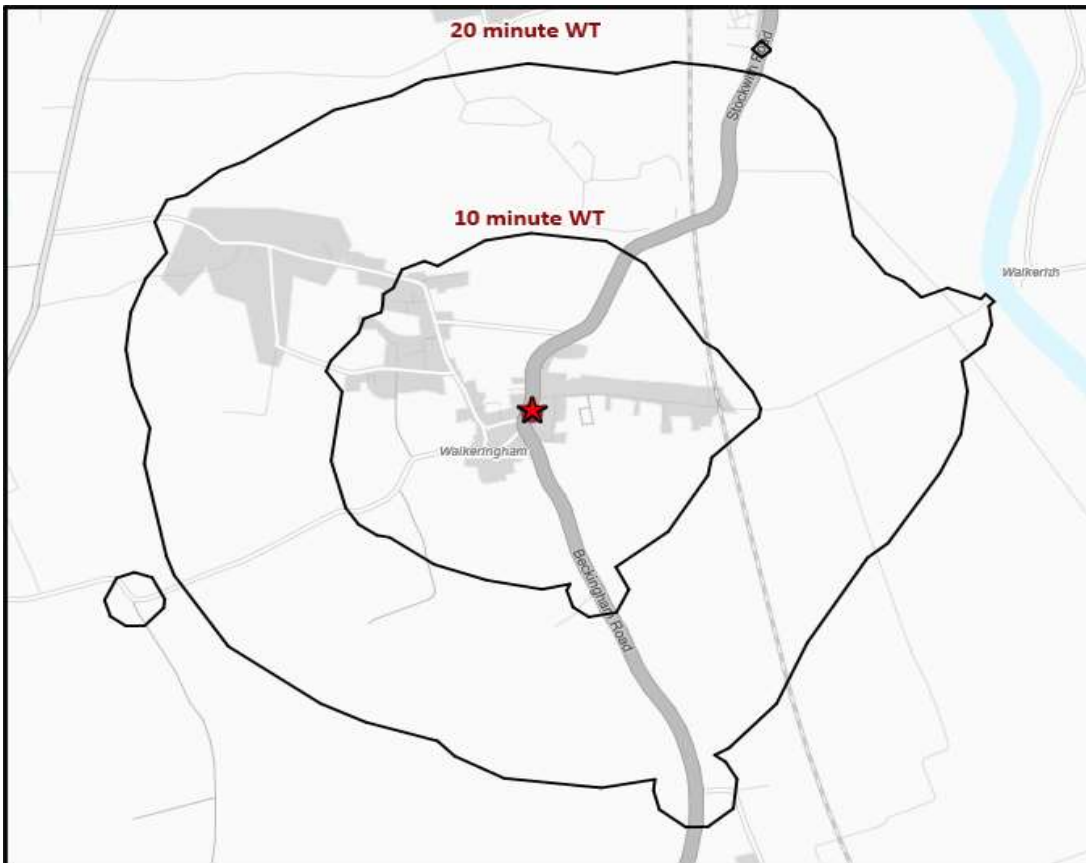 20 minute WT
Stockwith Road
10 minute WT
Walkerith
Walkeringham
Beckingham Road